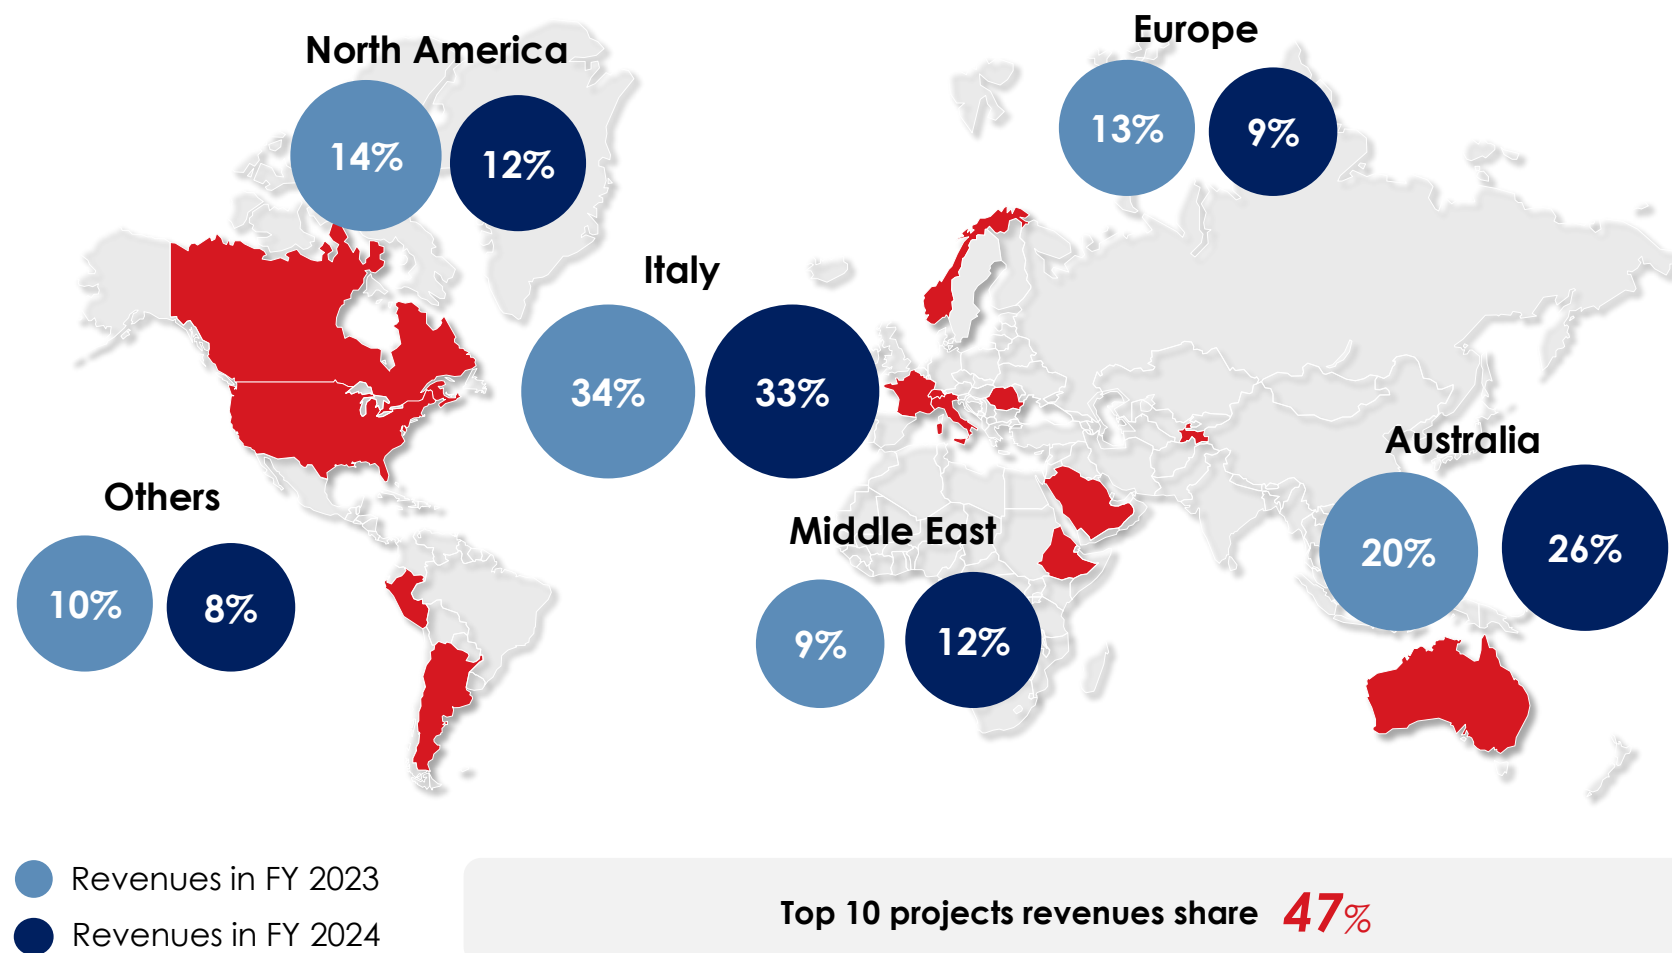 North America
14%
12%
Europe
13%
9%
Italy
34%
33%
Others
10%
8%
Middle East
9%
12%
Australia
20%
26%
Revenues in FY 2023
Revenues in FY 2024
Top 10 projects revenues share 47%